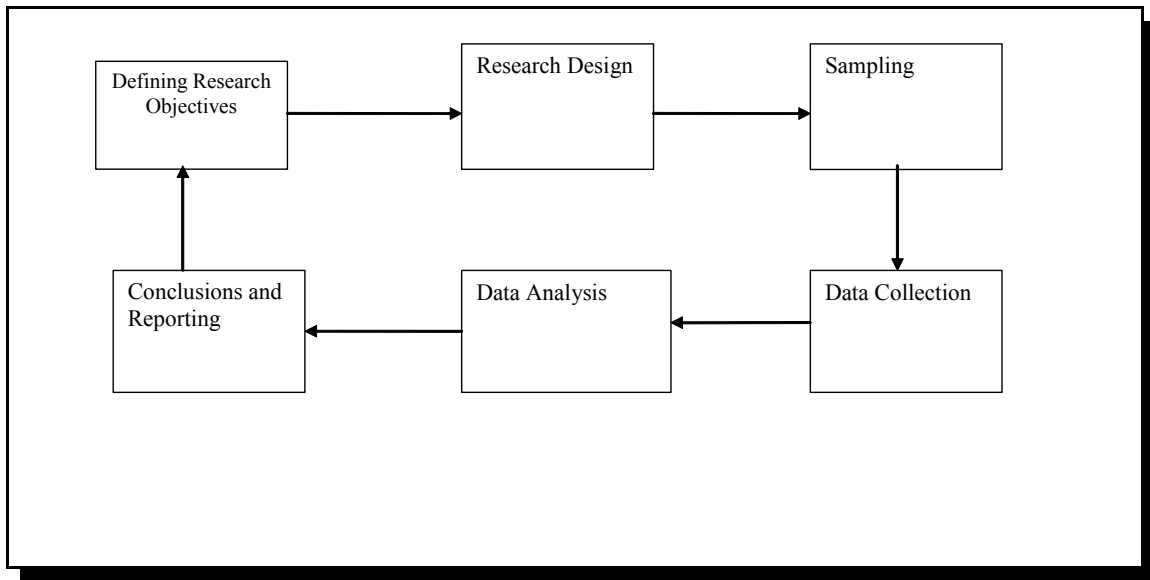 Defining Research
Objectives
Research Design
Sampling
Conclusions and
Reporting
Data Analysis
Data Collection